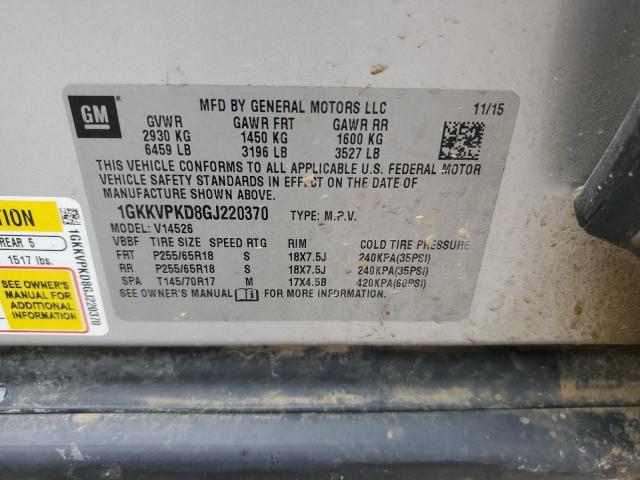 GM
MFD BY GENERAL MOTORS LLC 11/15
GVWR GAWR FRT GAWR RR
2930 KG 1450 KG 1600 KG
6459 LB 3196 LB 3527 LB
THIS VEHICLE CONFORMS TO ALL APPLICABLE U.S. FEDERAL MOTOR
VEHICLE SAFETY STANDARDS IN EFFECT ON THE DATE OF
MANUFACTURE SHOWN ABOVE.
1GKKVPKD8GJ220370 TYPE: M.P.V.
MODEL: V14526
VBBF TIRE SIZE SPEED RTG RIM COLD TIRE PRESSURE
FRT P255/65R18 S 18X7.5J 240KPA(35PSI)
RR P255/65R18 S 18X7.5J 240KPA(35PSI)
SPA T145/70R17 M 17X4.5B 420KPA(60PSI)
SEE OWNER'S MANUAL FOR MORE INFORMATION.
REAR 5
1517 lbs.
SEE OWNER'S
MANUAL FOR
ADDITIONAL
INFORMATION
1GKKVPKD8GJ220370